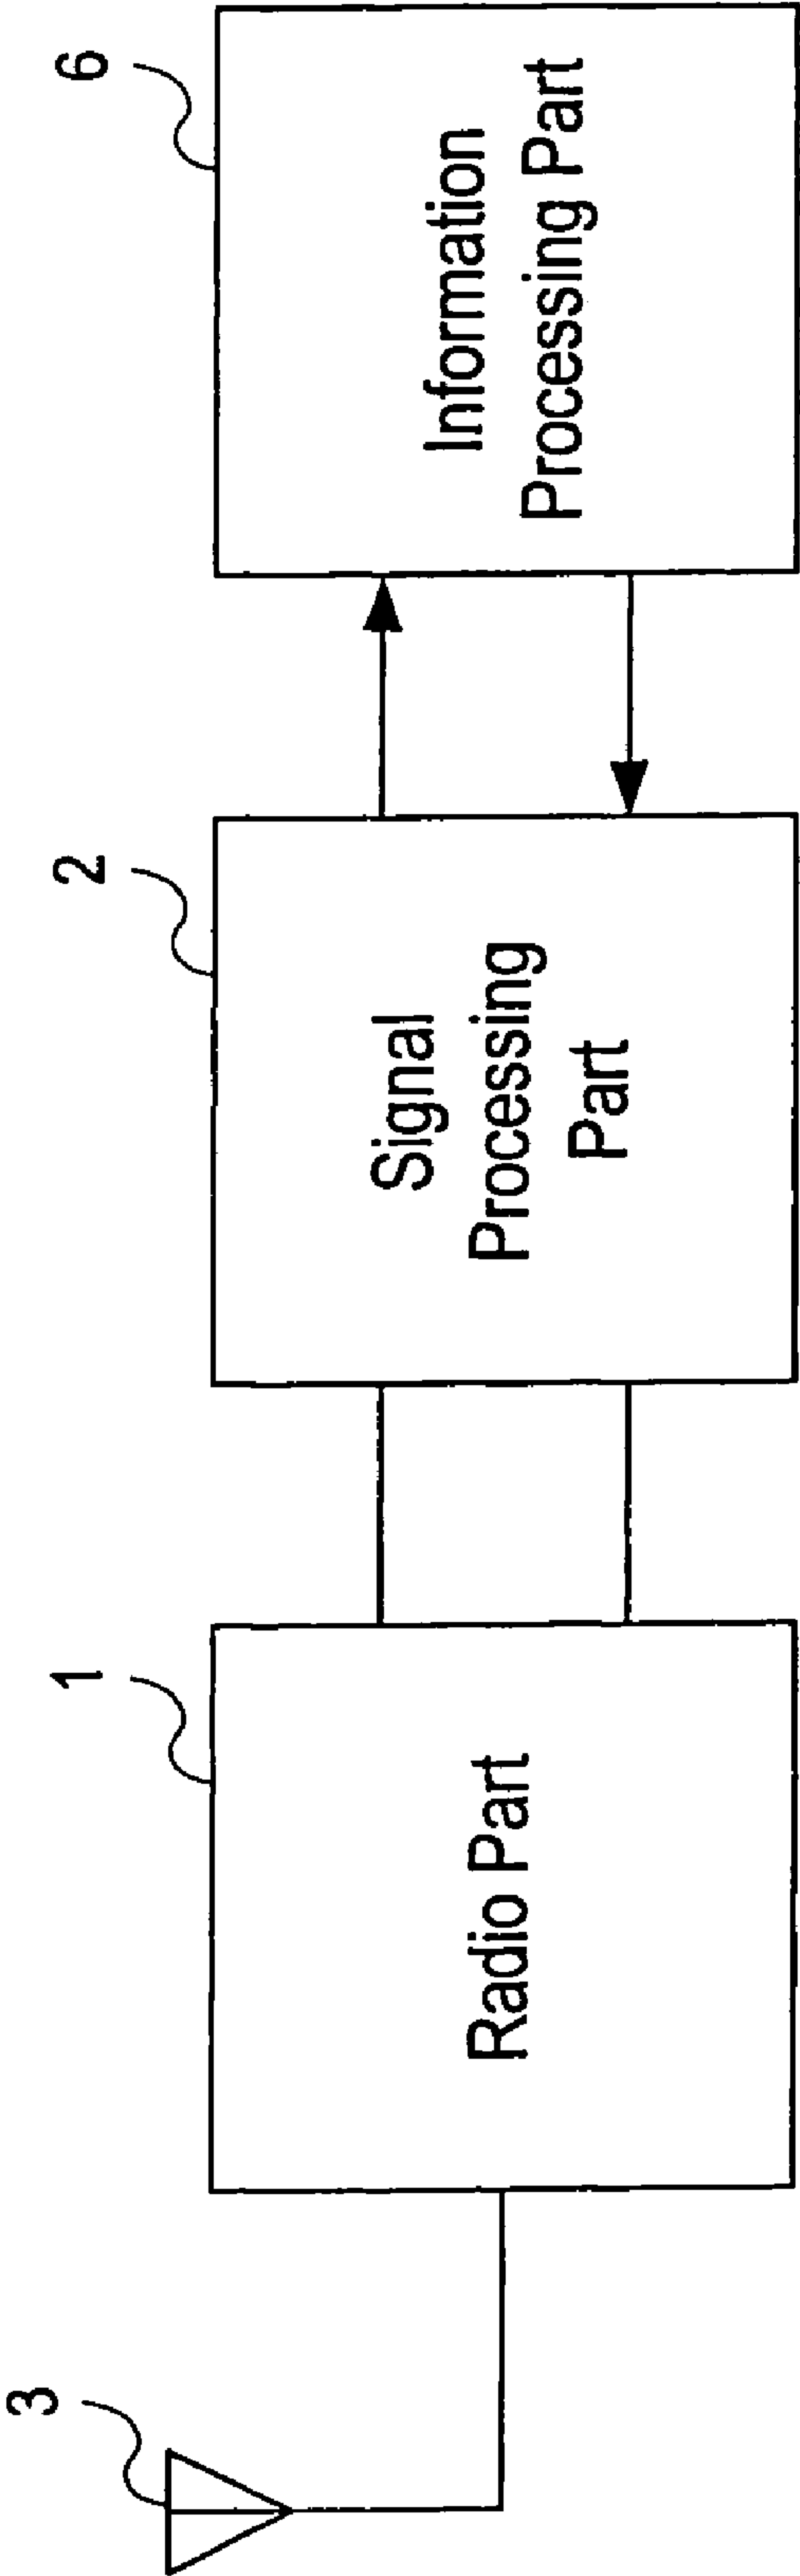 3
1
Radio Part
2
Signal
Processing
Part
6
Information
Processing Part